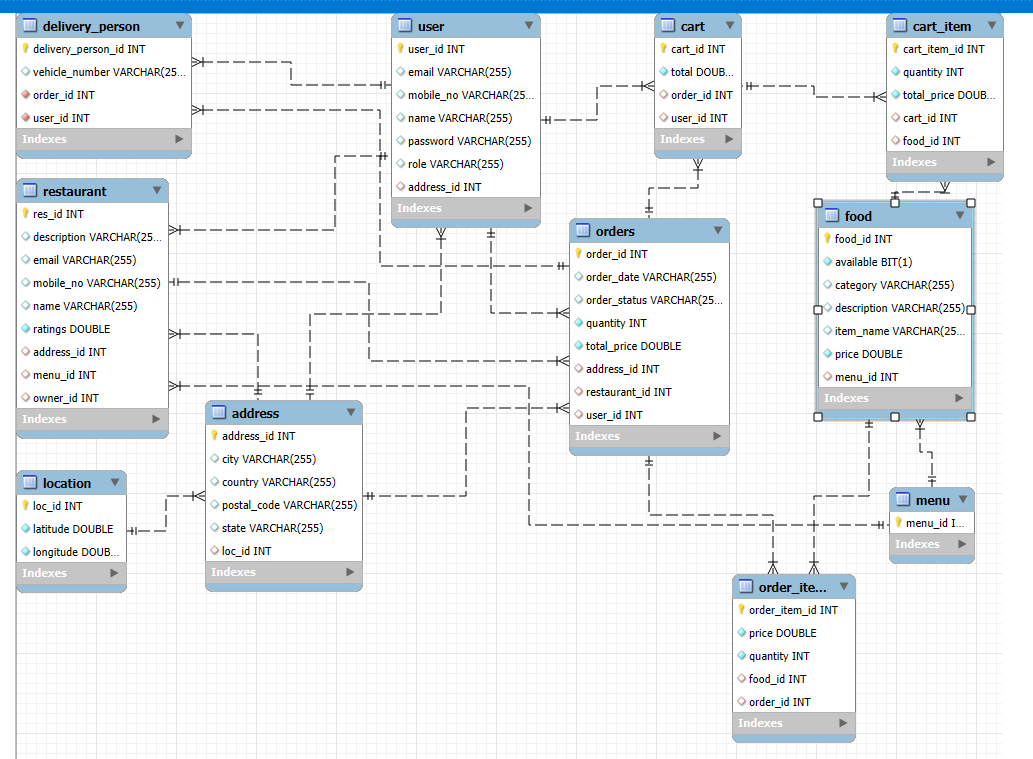 delivery_person
delivery_person_id INT
vehicle_number VARCHAR(25...
order_id INT
user_id INT
Indexes
user
user_id INT
email VARCHAR(255)
mobile_no VARCHAR(25...
name VARCHAR(255)
password VARCHAR(255)
role VARCHAR(255)
address_id INT
Indexes
cart
cart_id INT
total DOUB...
order_id INT
user_id INT
Indexes
cart_item
cart_item_id INT
quantity INT
total_price DOUB...
cart_id INT
food_id INT
Indexes
restaurant
res_id INT
description VARCHAR(25...
email VARCHAR(255)
mobile_no VARCHAR(255)
name VARCHAR(255)
ratings DOUBLE
address_id INT
menu_id INT
owner_id INT
Indexes
orders
order_id INT
order_date VARCHAR(255)
order_status VARCHAR(25...
quantity INT
total_price DOUBLE
address_id INT
restaurant_id INT
user_id INT
Indexes
food
food_id INT
available BIT(1)
category VARCHAR(255)
description VARCHAR(255)
item_name VARCHAR(25...
price DOUBLE
menu_id INT
Indexes
location
loc_id INT
latitude DOUBLE
longitude DOUB...
Indexes
address
address_id INT
city VARCHAR(255)
country VARCHAR(255)
postal_code VARCHAR(255)
state VARCHAR(255)
loc_id INT
Indexes
menu
menu_id I...
Indexes
order_ite...
order_item_id INT
price DOUBLE
quantity INT
food_id INT
order_id INT
Indexes